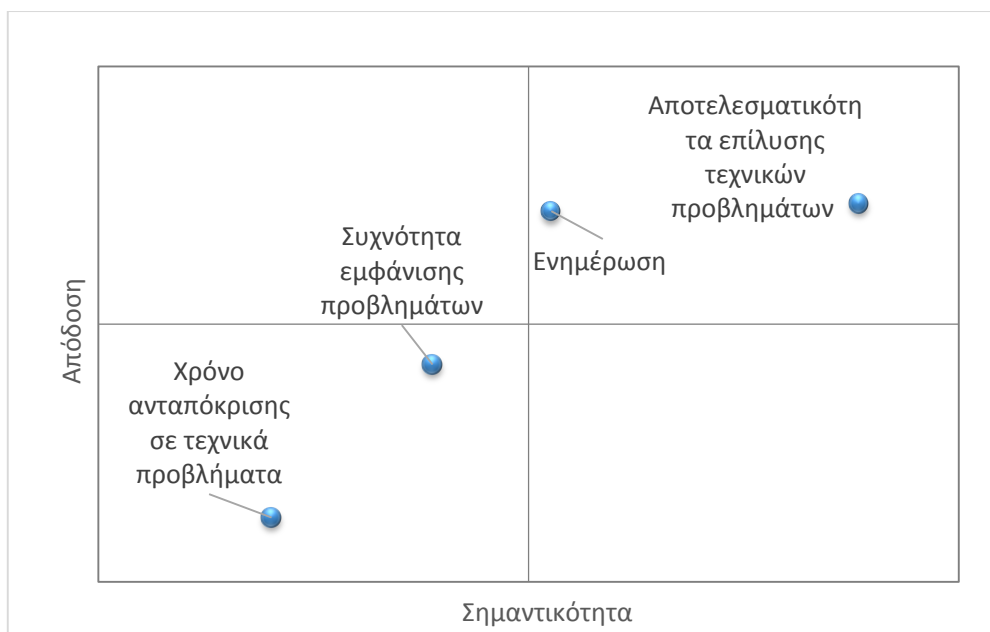 Αποτελεσματικότη
τα επίλυσης
τεχνικών
προβλημάτων
Συχνότητα
εμφάνισης
προβλημάτων
Ενημέρωση
Απόδοση
Χρόνο
ανταπόκρισης
σε τεχνικά
προβλήματα
Σημαντικότητα